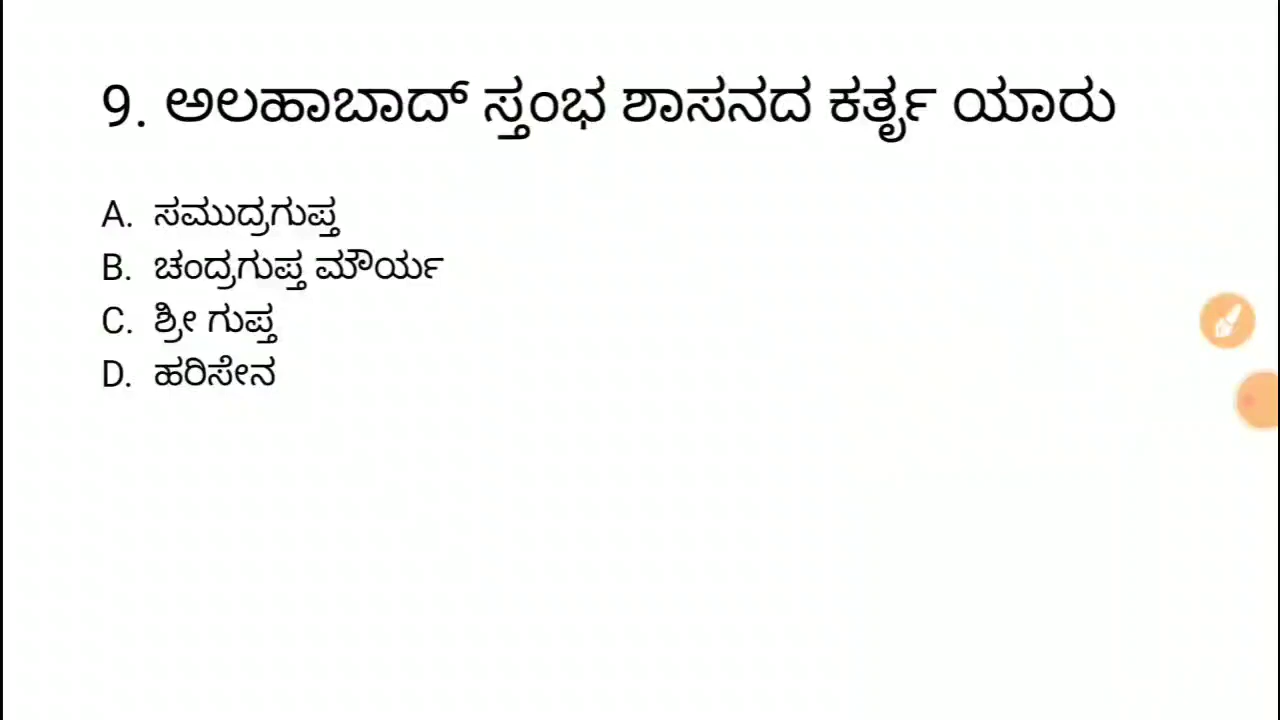 9. ಅಲಹಾಬಾದ್ ಸ್ತಂಭ ಶಾಸನದ ಕರ್ತೃ ಯಾರು
A. ಸಮುದ್ರಗುಪ್ತ
B. ಚಂದ್ರಗುಪ್ತ ಮೌರ್ಯ
C. ಶ್ರೀ ಗುಪ್ತ
D. ಹರಿಸೇನ